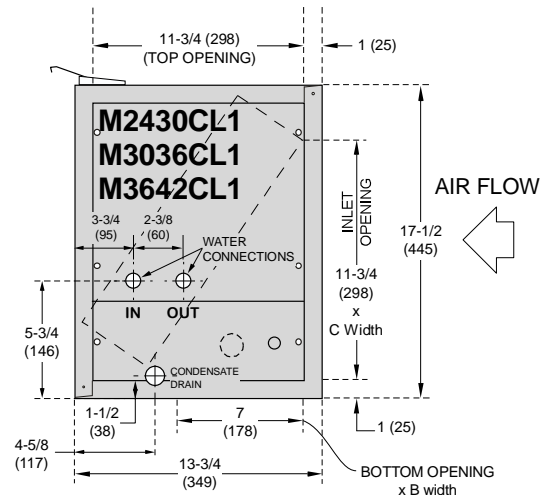 11-3/4 (298)
(TOP OPENING)
1 (25)
M2430CL1
M3036CL1
M3642CL1
AIR FLOW
INLET
OPENING
3-3/4
(95)
2-3/8
(60)
WATER
CONNECTIONS
17-1/2
(445)
11-3/4
(298)
x
C Width
IN
OUT
5-3/4
(146)
CONDENSATE
DRAIN
1-1/2
(38)
7
(178)
1 (25)
4-5/8
(117)
13-3/4
(349)
BOTTOM OPENING
x B width